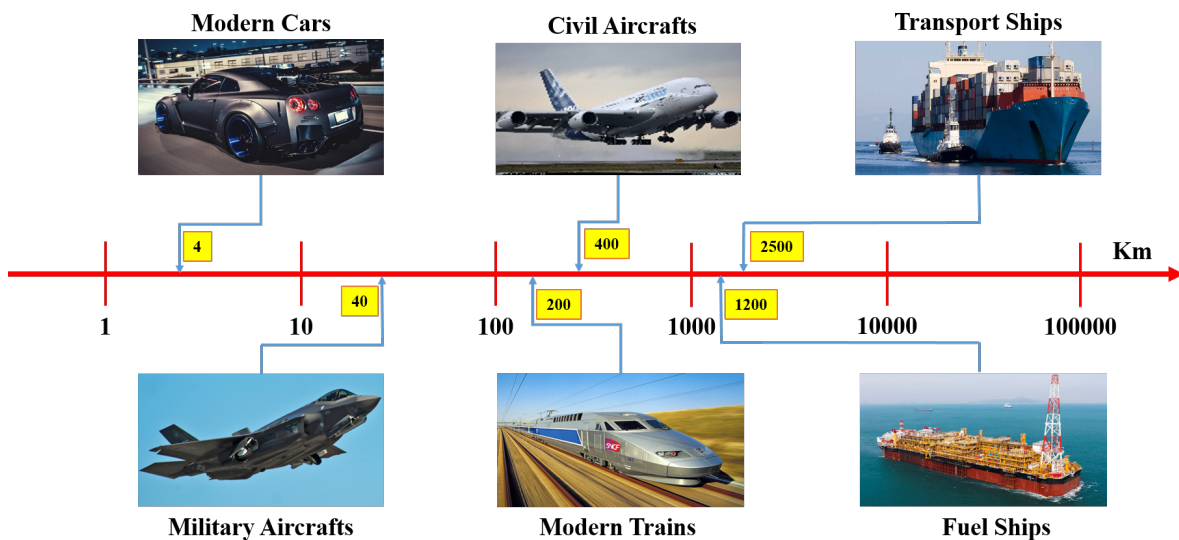 Modern Cars
Civil Aircrafts
Transport Ships
4
400
2500
Km
40
200
1200
1
10
100
1000
10000
100000
SNCF
Military Aircrafts
Modern Trains
Fuel Ships